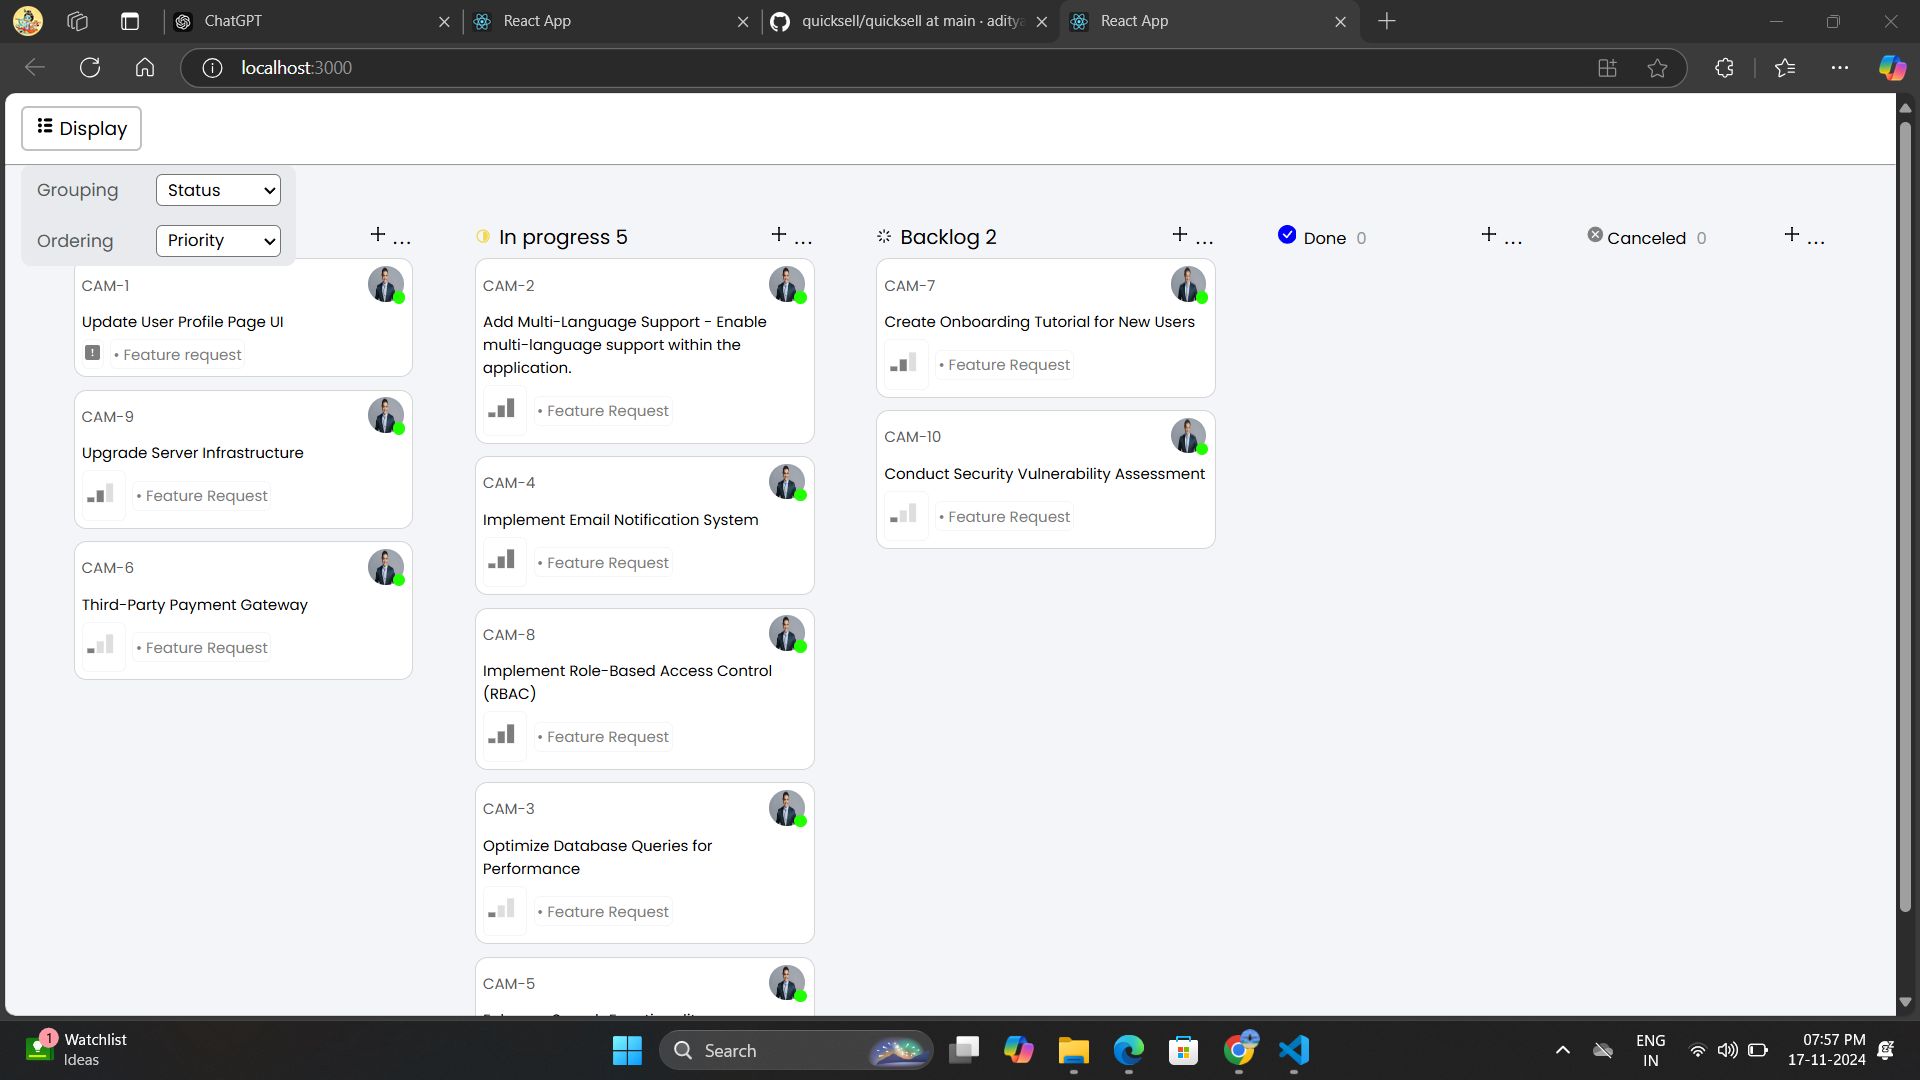 ChatGPT
React App
quicksell/quicksell at main · aditya
React App
localhost:3000
Display
Grouping
Status
Ordering
Priority
+ ...
CAM-1
Update User Profile Page UI
! • Feature request
CAM-9
Upgrade Server Infrastructure
• Feature Request
CAM-6
Third-Party Payment Gateway
• Feature Request
In progress 5 + ...
CAM-2
Add Multi-Language Support - Enable
multi-language support within the
application.
• Feature Request
CAM-4
Implement Email Notification System
• Feature Request
CAM-8
Implement Role-Based Access Control
(RBAC)
• Feature Request
CAM-3
Optimize Database Queries for
Performance
• Feature Request
CAM-5
Backlog 2 + ...
CAM-7
Create Onboarding Tutorial for New Users
• Feature Request
CAM-10
Conduct Security Vulnerability Assessment
• Feature Request
Done 0 + ...
Canceled 0 + ...
1
Watchlist
Ideas
Search
ENG
IN
07:57 PM
17-11-2024